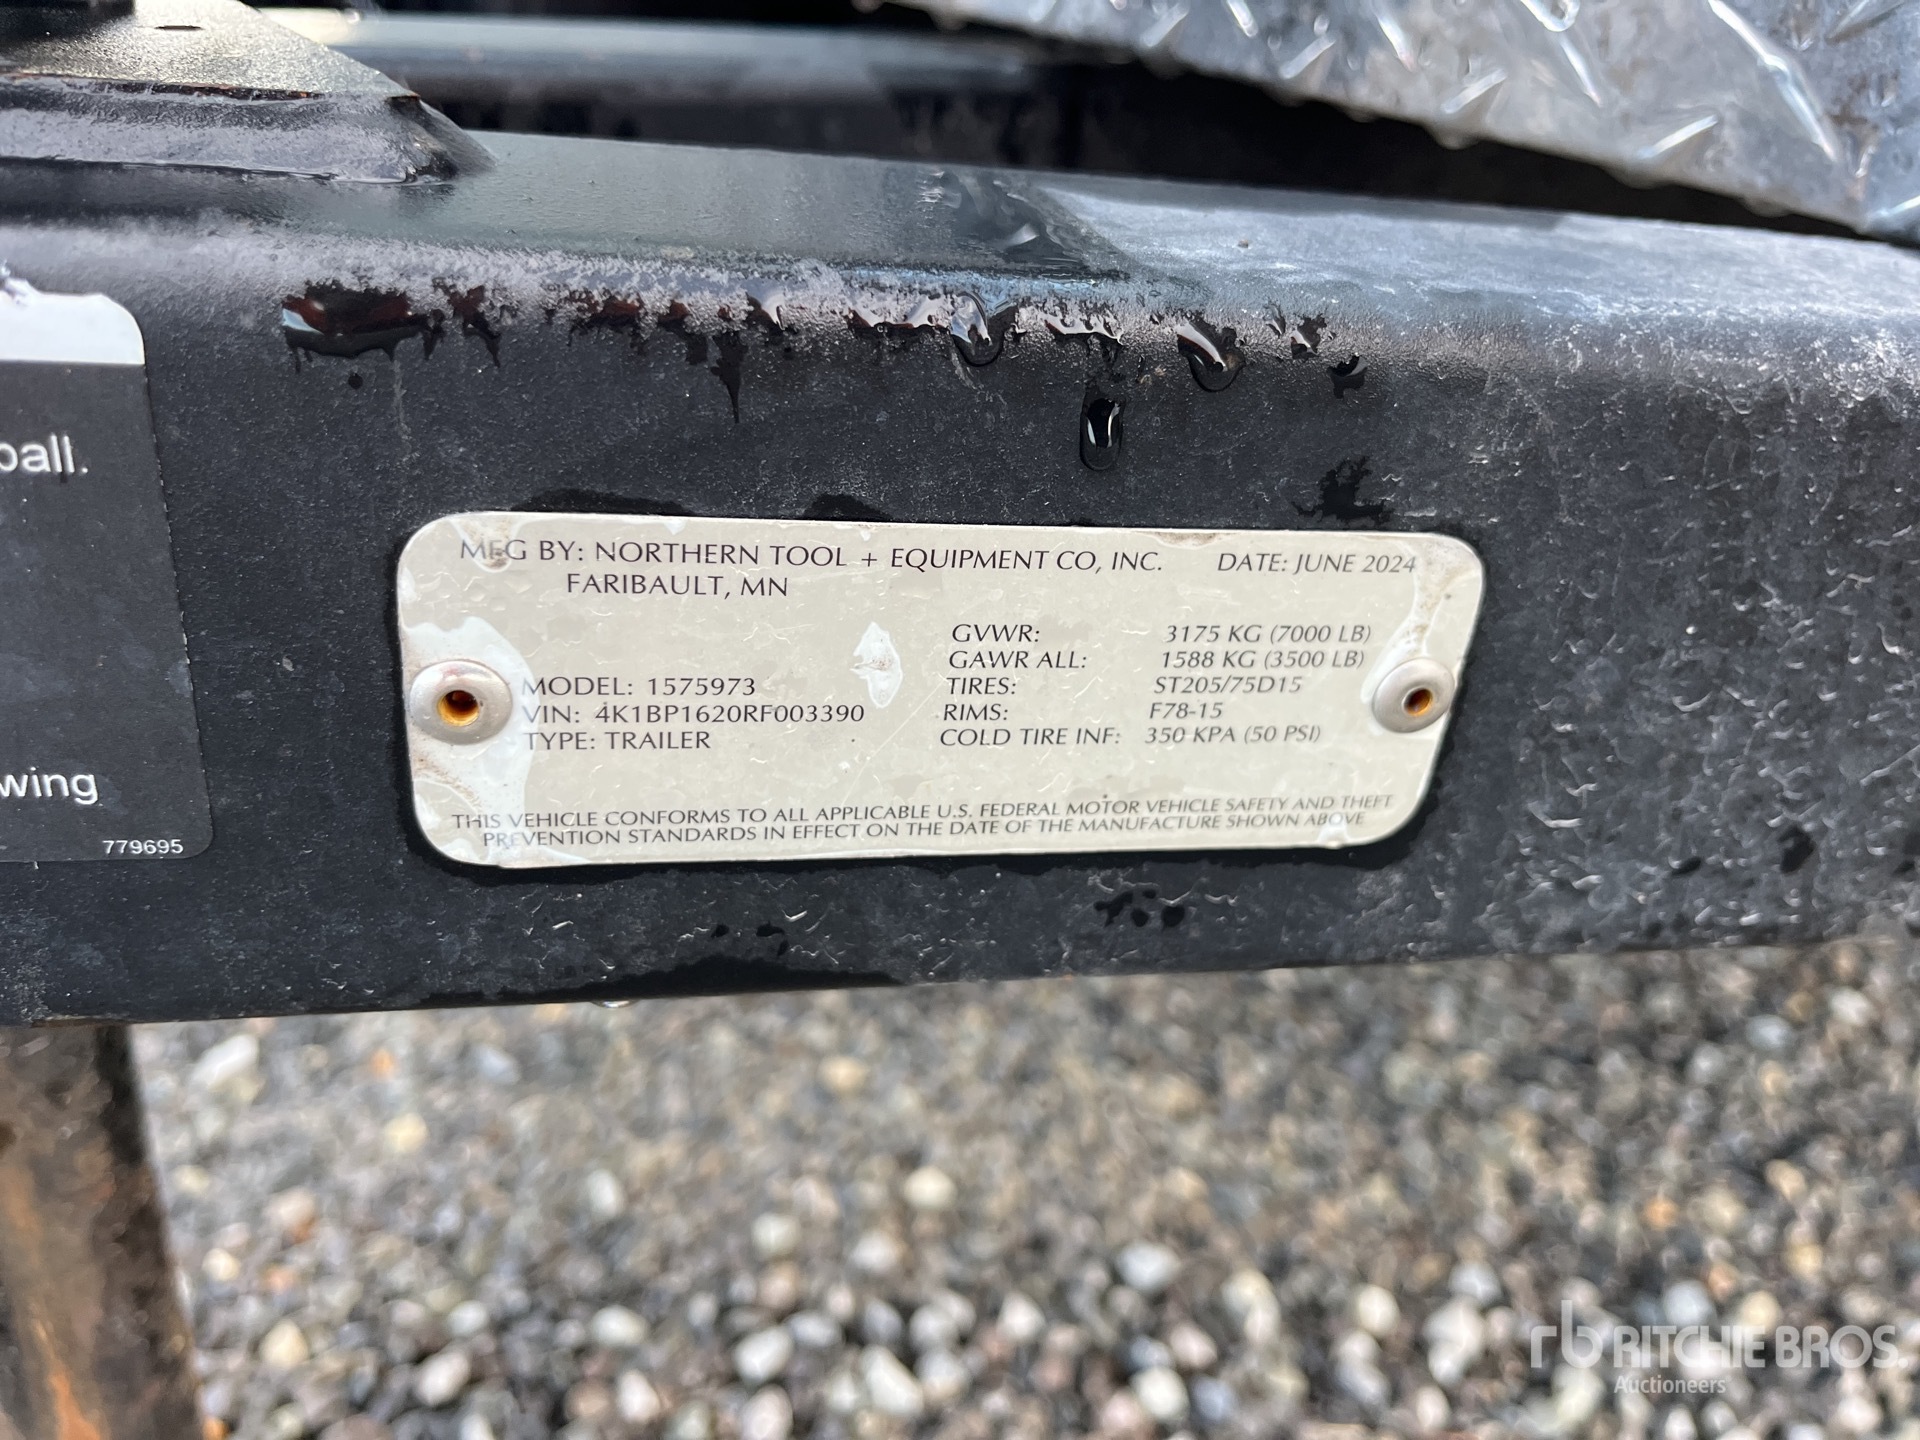 ball.
wing
779695
MFG BY: NORTHERN TOOL + EQUIPMENT CO, INC. DATE: JUNE 2024
FARIBAULT, MN
GVWR: 3175 KG (7000 LB)
GAWR ALL: 1588 KG (3500 LB)
MODEL: 1575973 TIRES: ST205/75D15
VIN: 4K1BP1620RF003390 RIMS: F78-15
TYPE: TRAILER COLD TIRE INF: 350 KPA (50 PSI)
THIS VEHICLE CONFORMS TO ALL APPLICABLE U.S. FEDERAL MOTOR VEHICLE SAFETY AND THEFT
PREVENTION STANDARDS IN EFFECT ON THE DATE OF THE MANUFACTURE SHOWN ABOVE
rb RITCHIE BROS.
Auctioneers